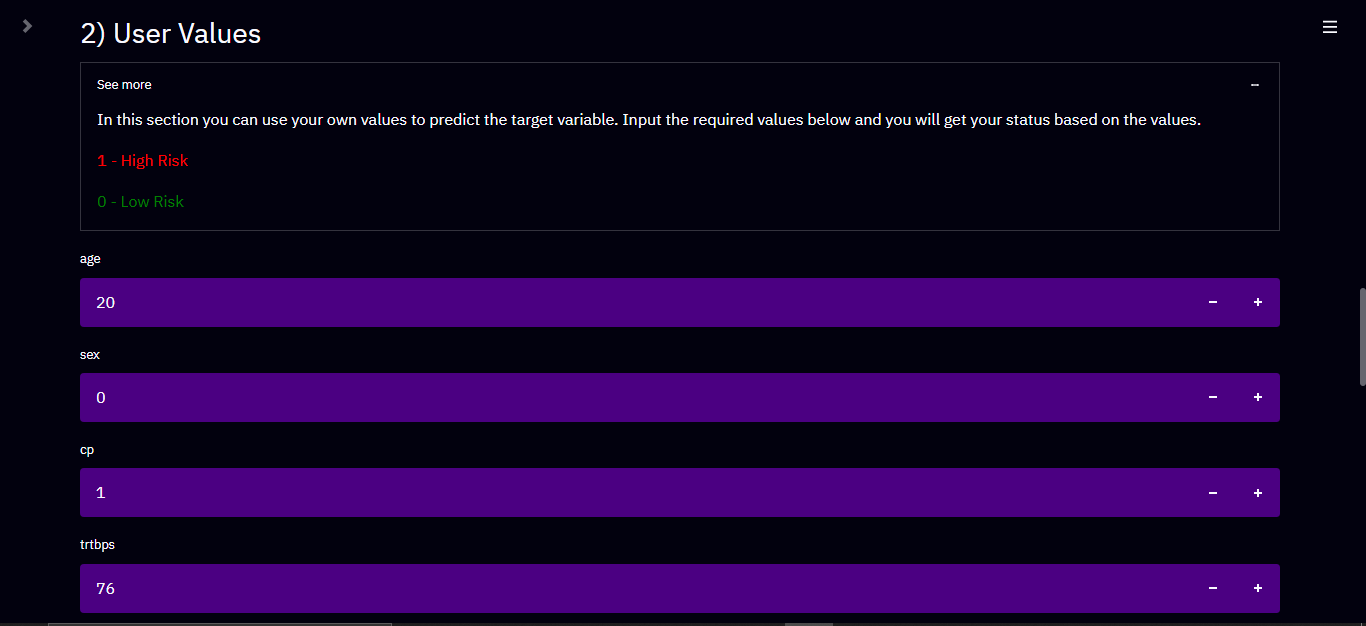 2) User Values
See more
In this section you can use your own values to predict the target variable. Input the required values below and you will get your status based on the values.
1 - High Risk
0 - Low Risk
age
20
sex
0
cp
1
trtbps
76